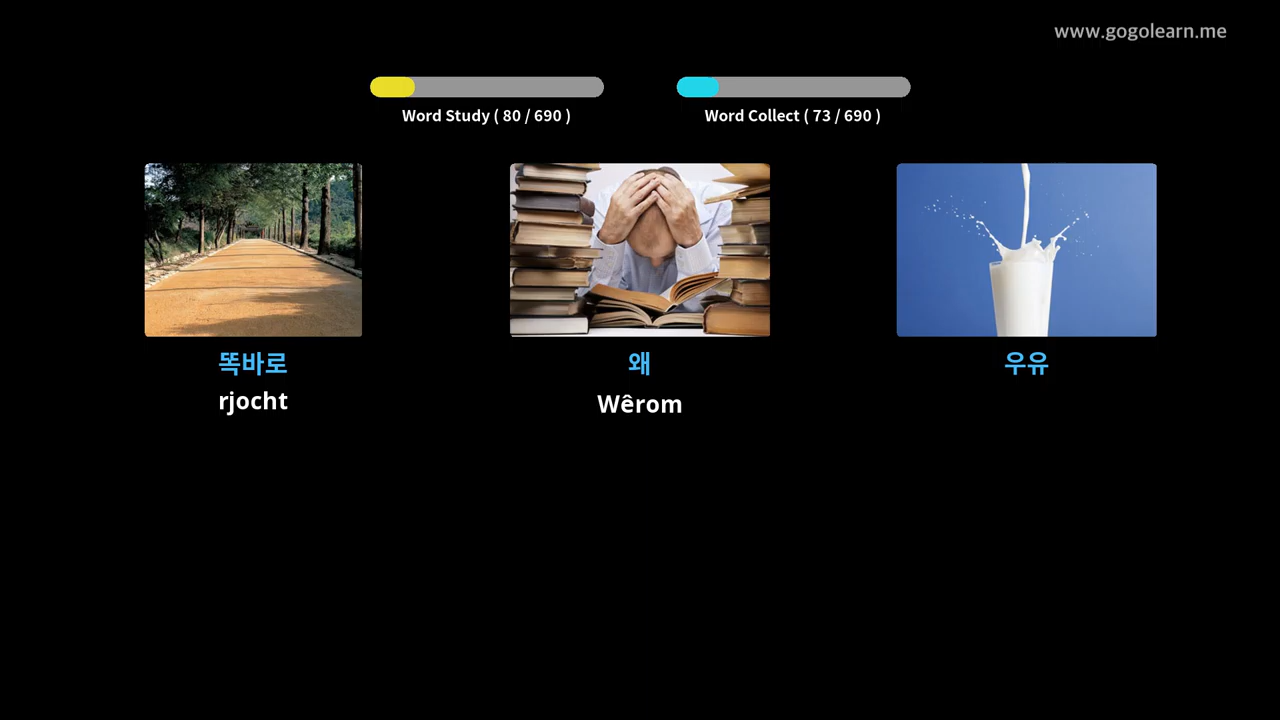 www.gogolearn.me
Word Study ( 80 / 690 )
Word Collect ( 73 / 690 )
똑바로
rjocht
왜
Wêrom
우유